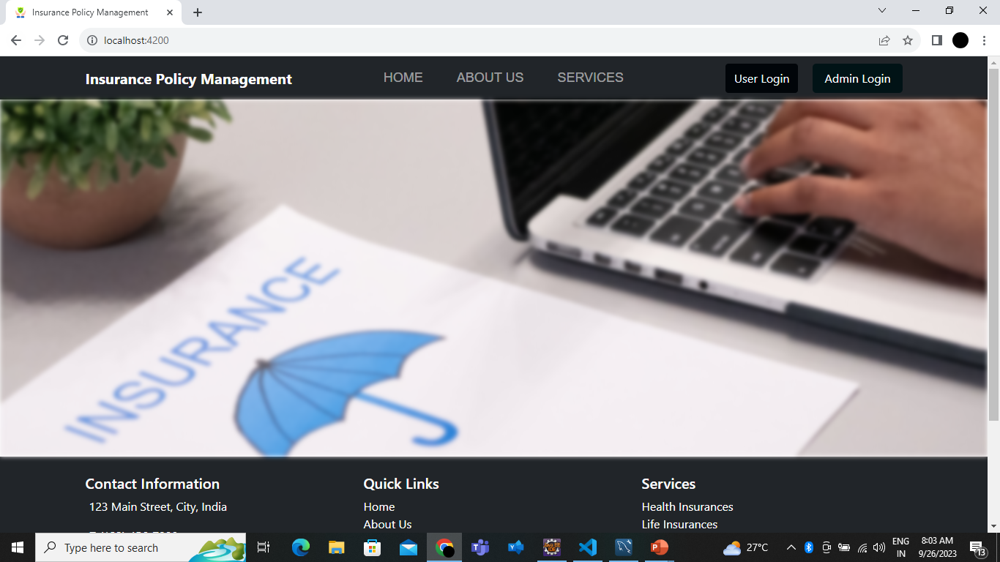 Insurance Policy Management
localhost:4200
Insurance Policy Management
HOME
ABOUT US
SERVICES
User Login
Admin Login
INSURANCE
Contact Information
Quick Links
Services
123 Main Street, City, India
Home
Health Insurances
About Us
Life Insurances
Type here to search
27°C
ENG
IN
8:03 AM
9/26/2023
13